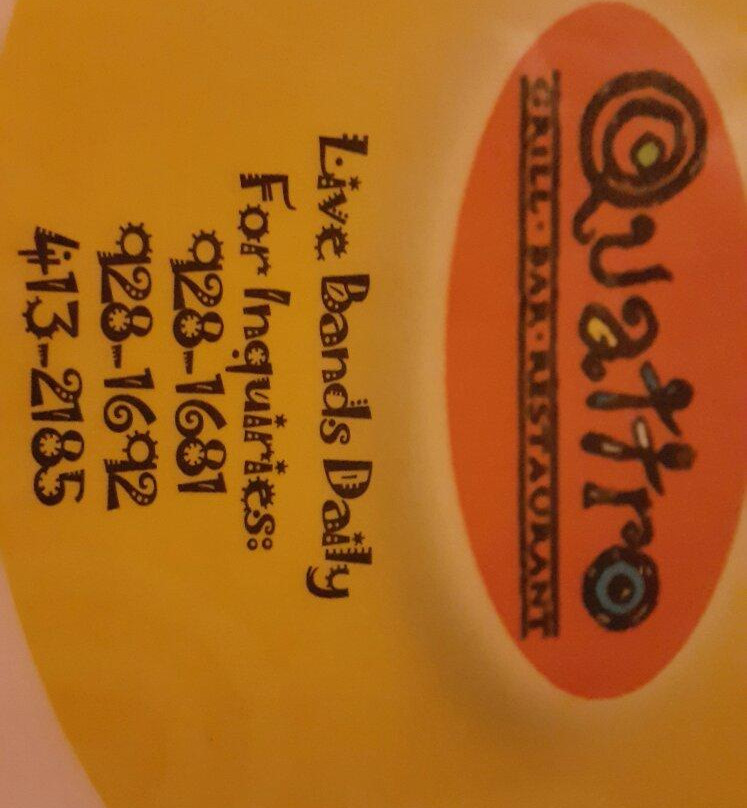 Quattro
GRILL · BAR · RESTAURANT
Live Bands Daily
For Inquiries:
928-1681
928-1692
413-2185